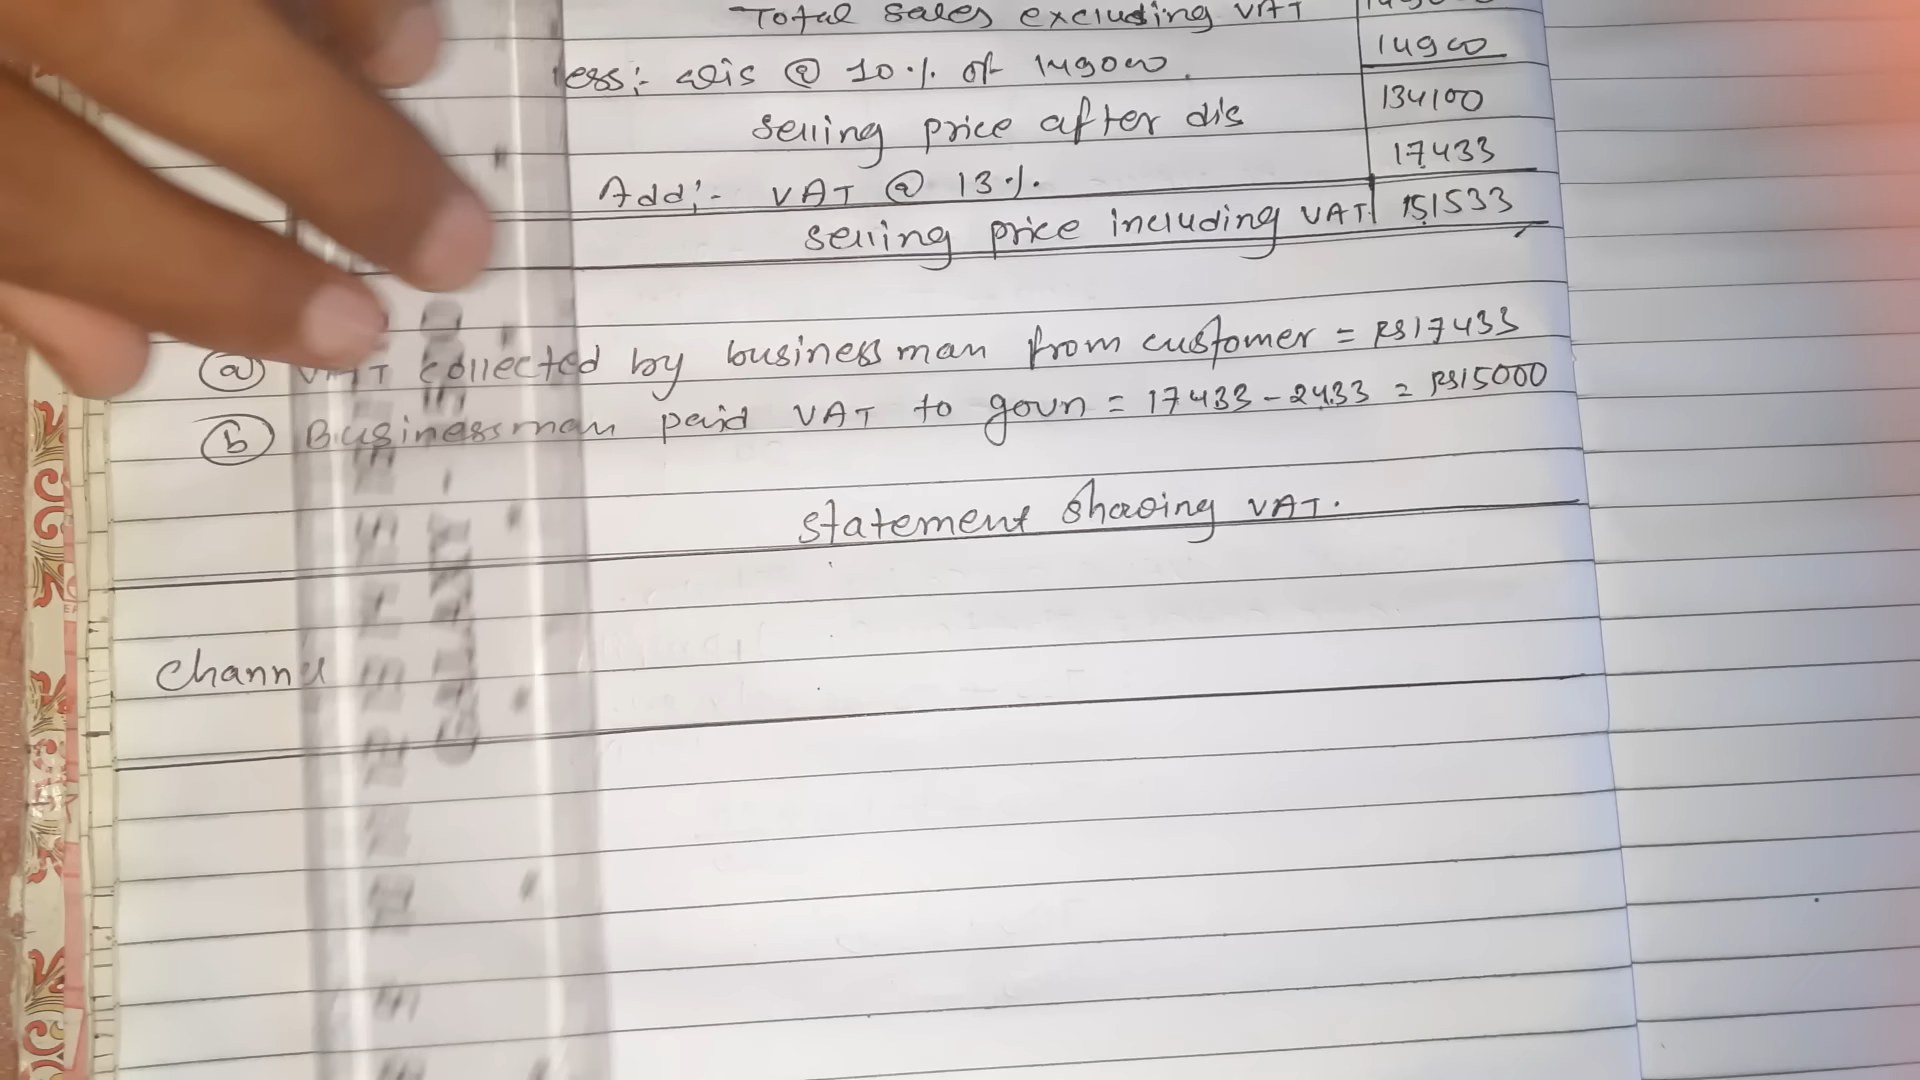 Total sales excluding VAT
less:- dis @ 10% of 149000. 14900
selling price after dis 134100
Add:- VAT @ 13%. 17433
selling price including VAT 151533
(a) VAT collected by businessman from customer = RS17433
(b) Businessman paid VAT to govn = 17433-2433 = RS15000
statement showing VAT.
Channel